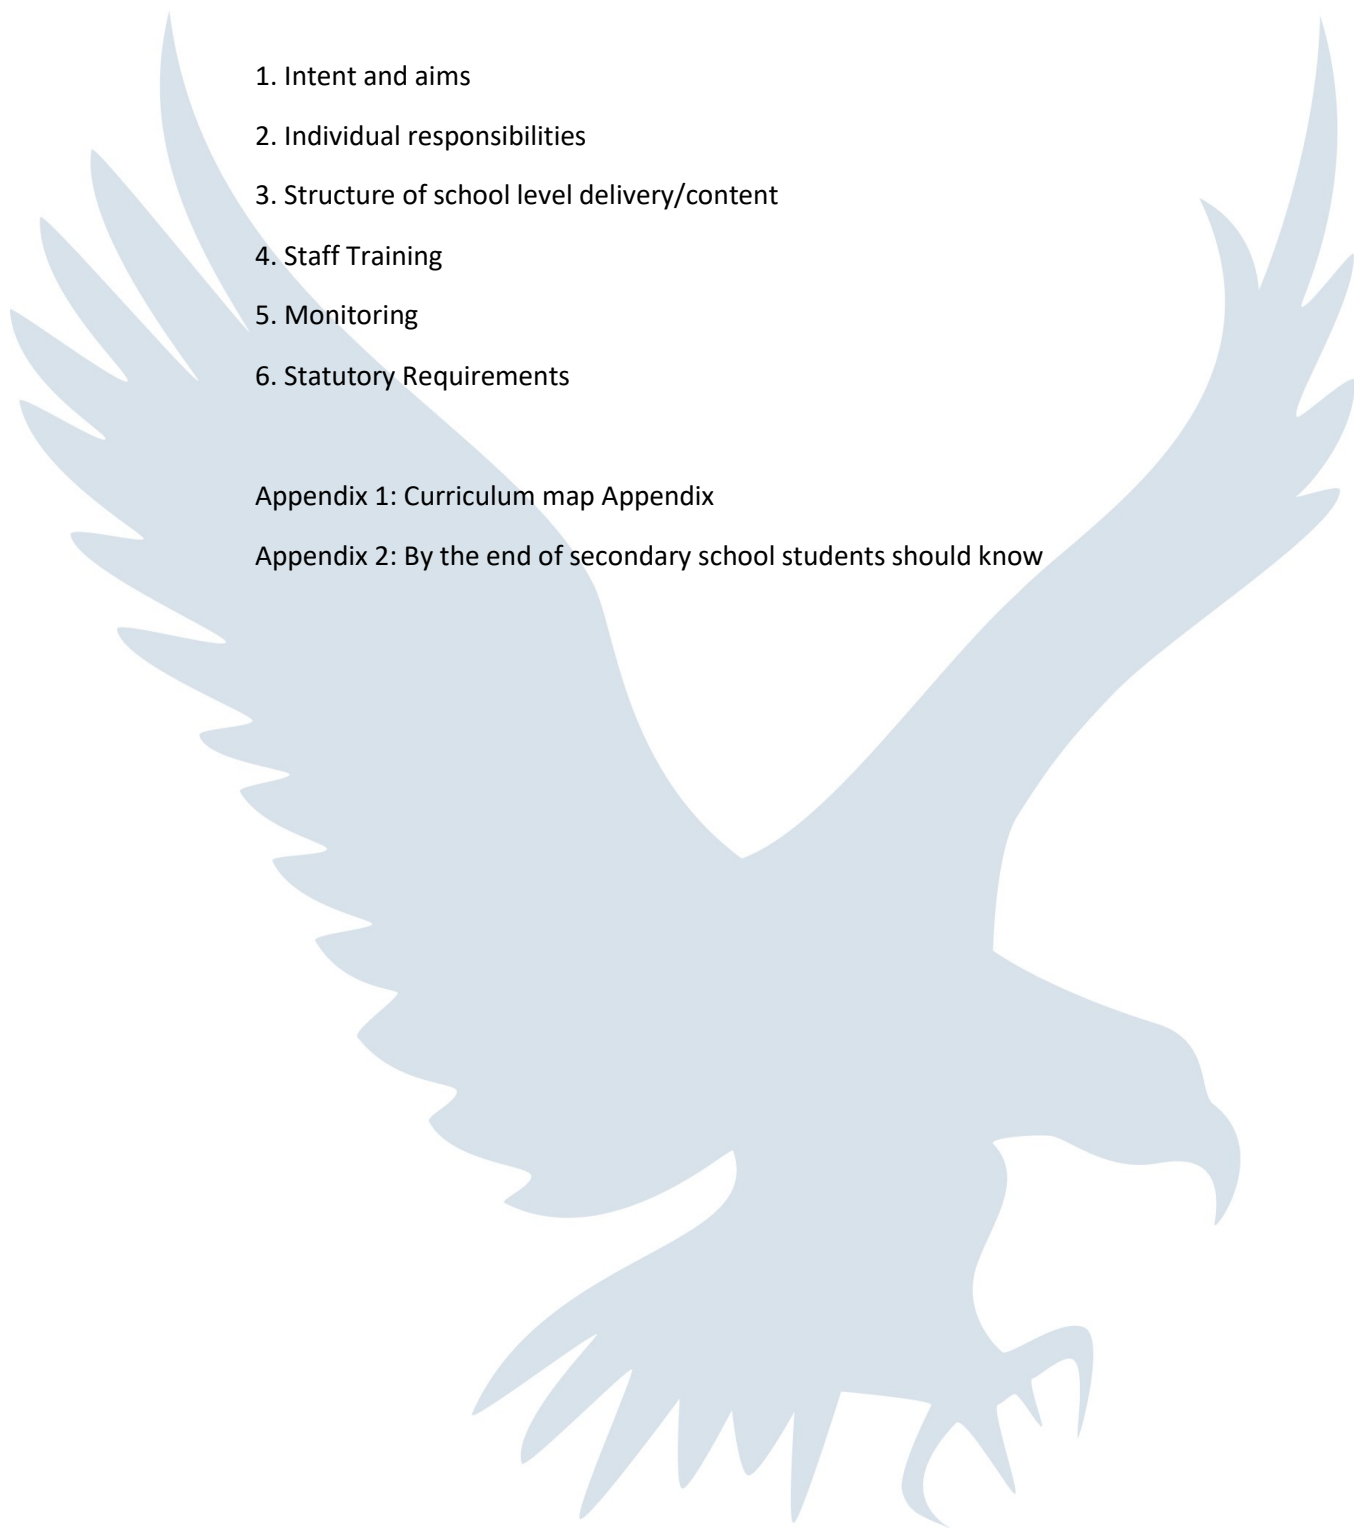 1. Intent and aims
2. Individual responsibilities
3. Structure of school level delivery/content
4. Staff Training
5. Monitoring
6. Statutory Requirements
Appendix 1: Curriculum map Appendix
Appendix 2: By the end of secondary school students should know